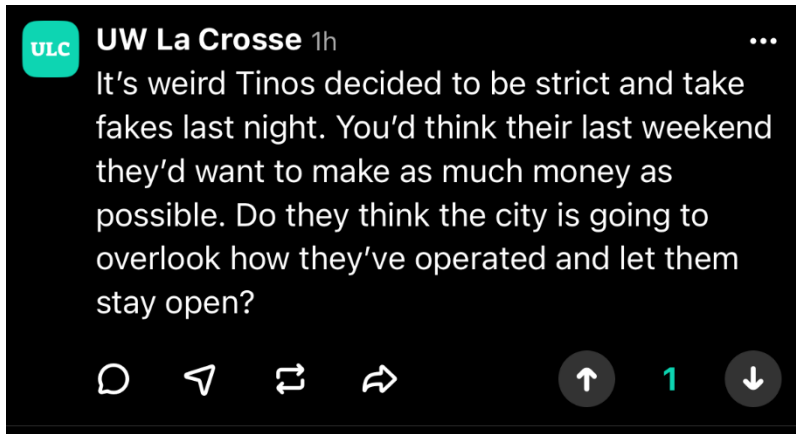 ULC
UW La Crosse 1h
It’s weird Tinos decided to be strict and take
fakes last night. You’d think their last weekend
they’d want to make as much money as
possible. Do they think the city is going to
overlook how they’ve operated and let them
stay open?
1